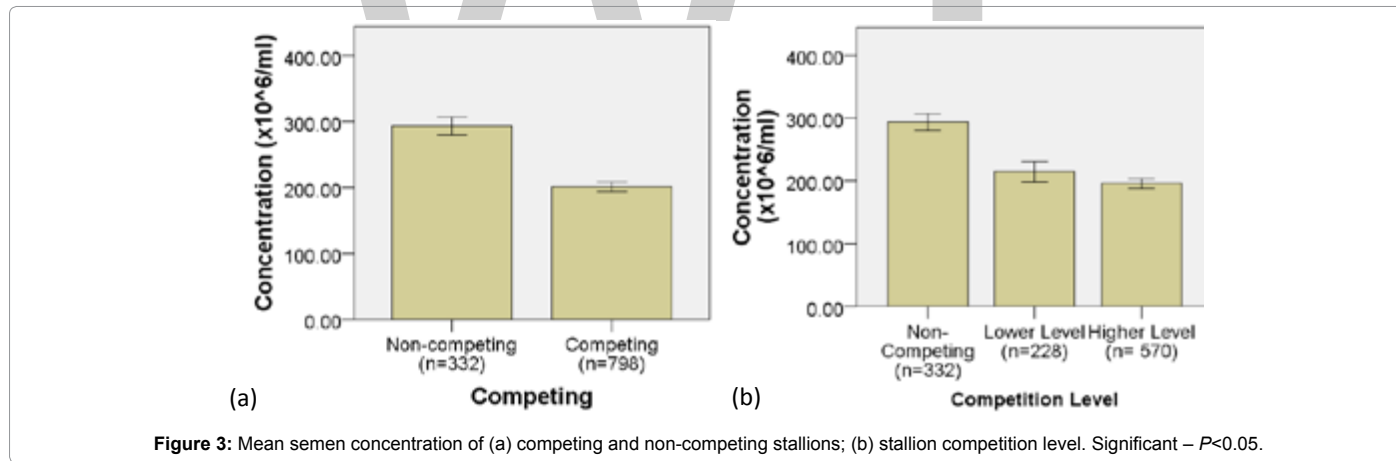 Concentration (x10^6/ml)
400.00
300.00
200.00
100.00
0.00
Non-competing
(n=332)
Competing
(n=798)
Competing
(a)
Concentration
(x10^6/ml)
400.00
300.00
200.00
100.00
0.00
Non-
Competing
(n=332)
Lower Level
(n=228)
Higher Level
(n= 570)
Competition Level
(b)
Figure 3: Mean semen concentration of (a) competing and non-competing stallions; (b) stallion competition level. Significant – P<0.05.